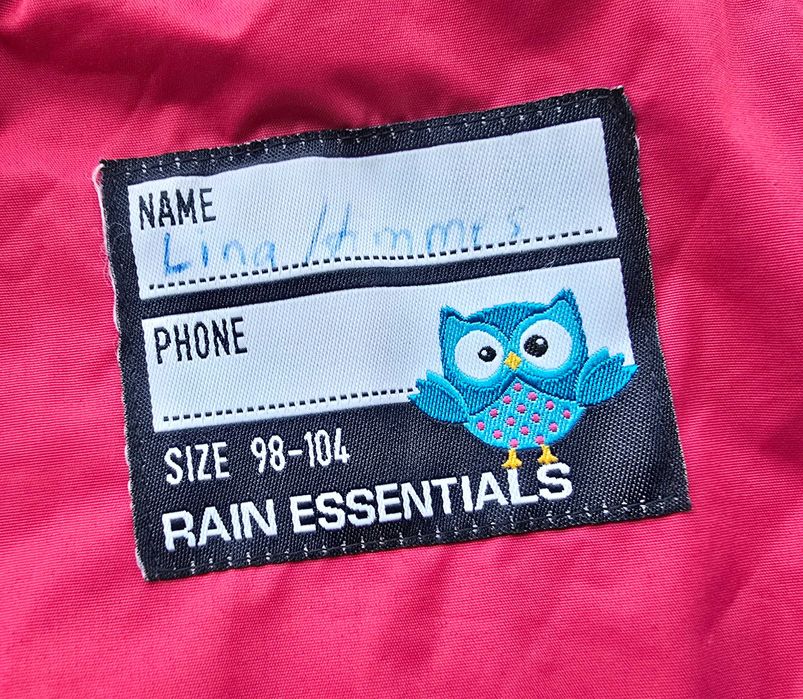 NAME
Lina
PHONE
SIZE 98-104
RAIN ESSENTIALS